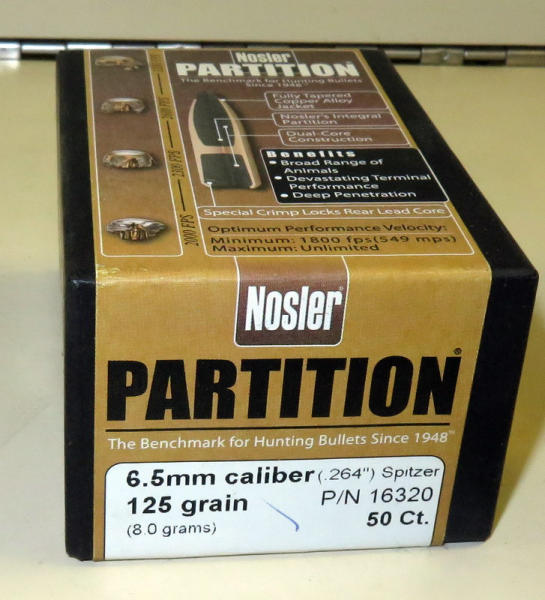 Nosler
PARTITION
The Benchmark for Hunting Bullets
Since 1948
Fully Tapered
Copper Alloy
Jacket
Nosler's Integral
Partition
Dual-Core
Construction
Benefits
• Broad Range of
Animals
• Devastating Terminal
Performance
• Deep Penetration
Special Crimp Locks Rear Lead Core
Optimum Performance Velocity:
Minimum: 1800 fps(549 mps)
Maximum: Unlimited
2000 FPS
2300 FPS
Nosler®
PARTITION®
The Benchmark for Hunting Bullets Since 1948™
6.5mm caliber (.264") Spitzer
125 grain P/N 16320
(8.0 grams) 50 Ct.